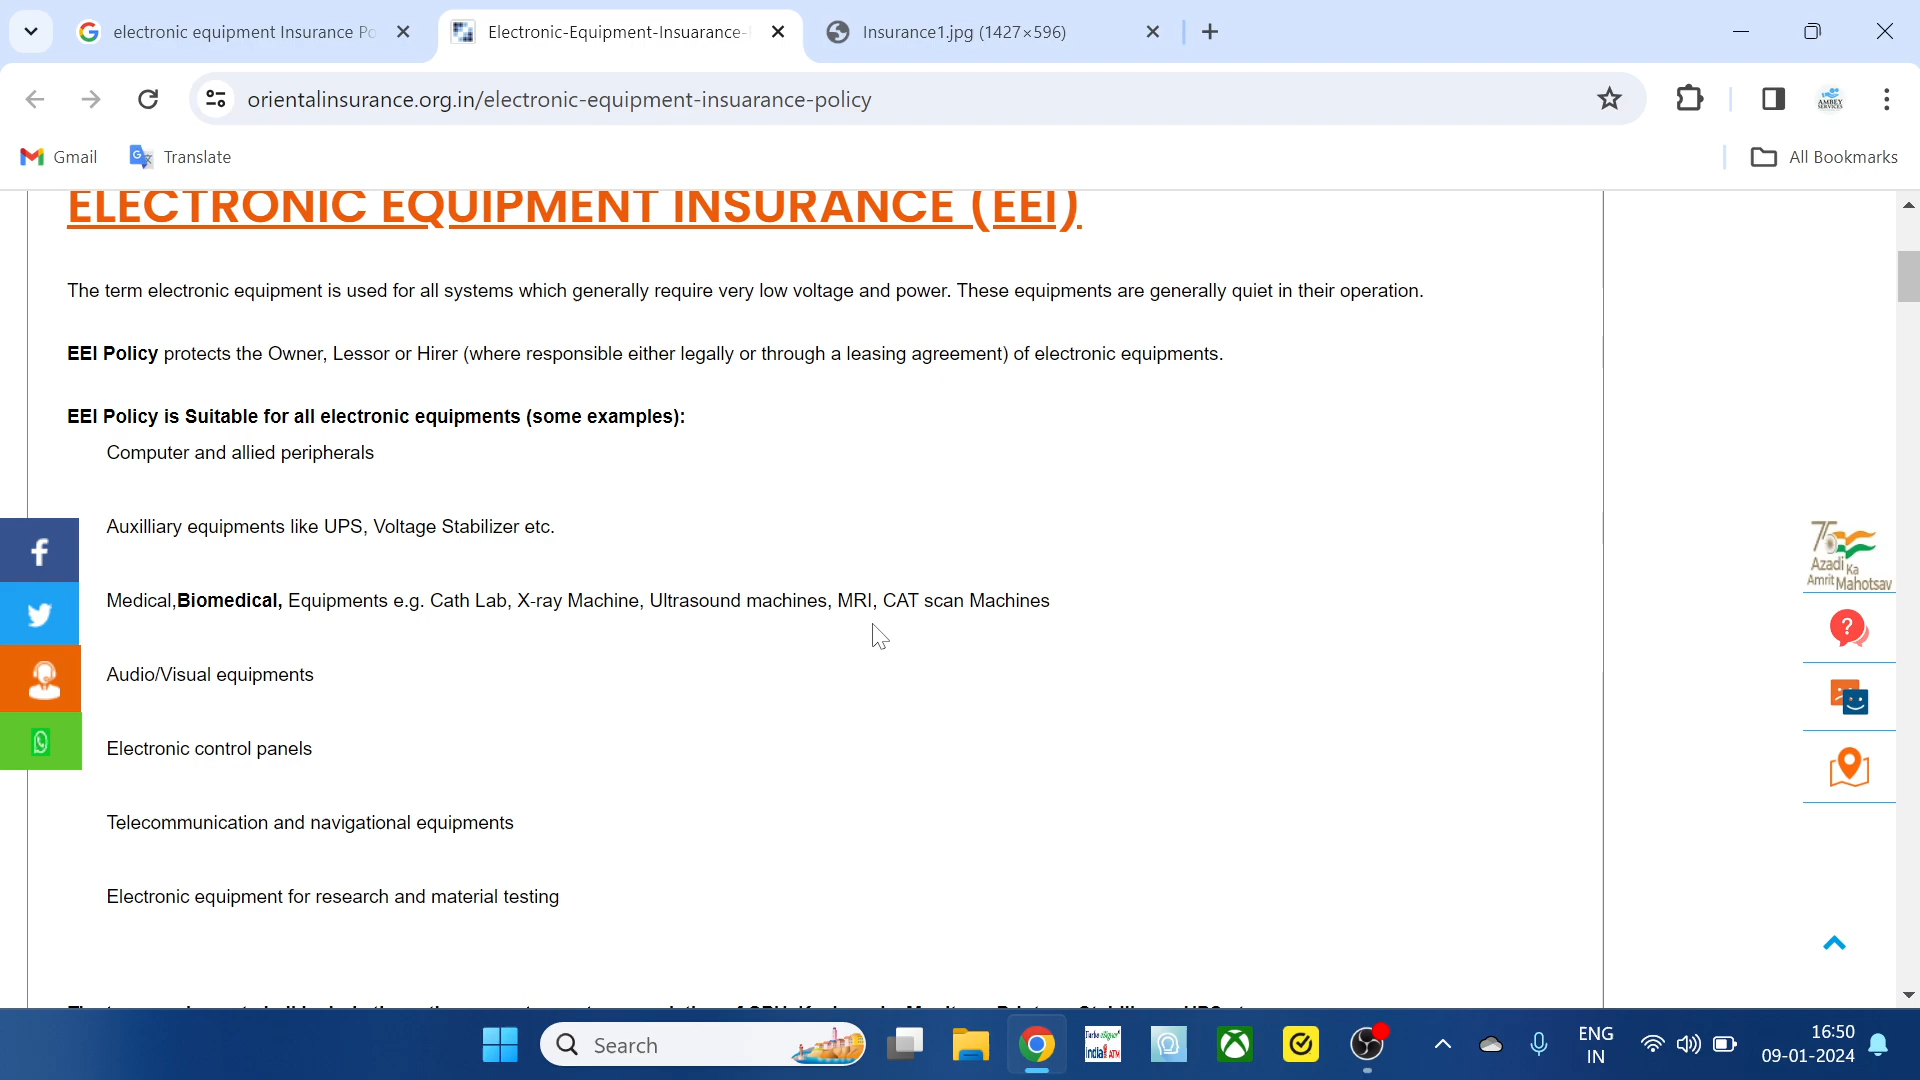 electronic equipment Insurance Po
Electronic-Equipment-Insuarance-
Insurance1.jpg (1427×596)
orientalinsurance.org.in/electronic-equipment-insuarance-policy
AMBEY
SERVICES
Gmail
Translate
All Bookmarks
ELECTRONIC EQUIPMENT INSURANCE (EEI)
The term electronic equipment is used for all systems which generally require very low voltage and power. These equipments are generally quiet in their operation.
EEI Policy protects the Owner, Lessor or Hirer (where responsible either legally or through a leasing agreement) of electronic equipments.
EEI Policy is Suitable for all electronic equipments (some examples):
Computer and allied peripherals
Auxilliary equipments like UPS, Voltage Stabilizer etc.
Medical,Biomedical, Equipments e.g. Cath Lab, X-ray Machine, Ultrasound machines, MRI, CAT scan Machines
Audio/Visual equipments
Electronic control panels
Telecommunication and navigational equipments
Electronic equipment for research and material testing
75
Azadi Ka
Amrit Mahotsav
Search
ENG
IN
16:50
09-01-2024